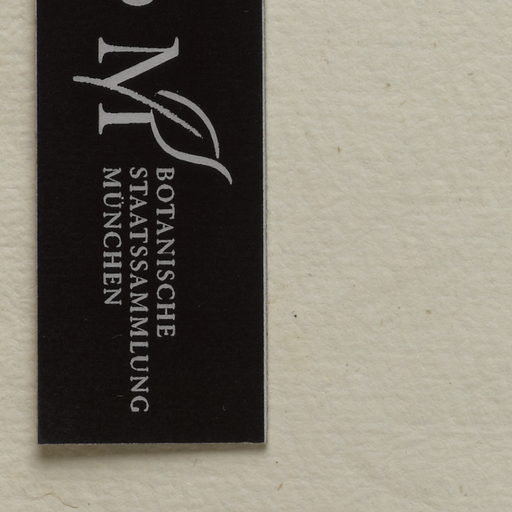 M
BOTANISCHE
STAATSSAMMLUNG
MÜNCHEN